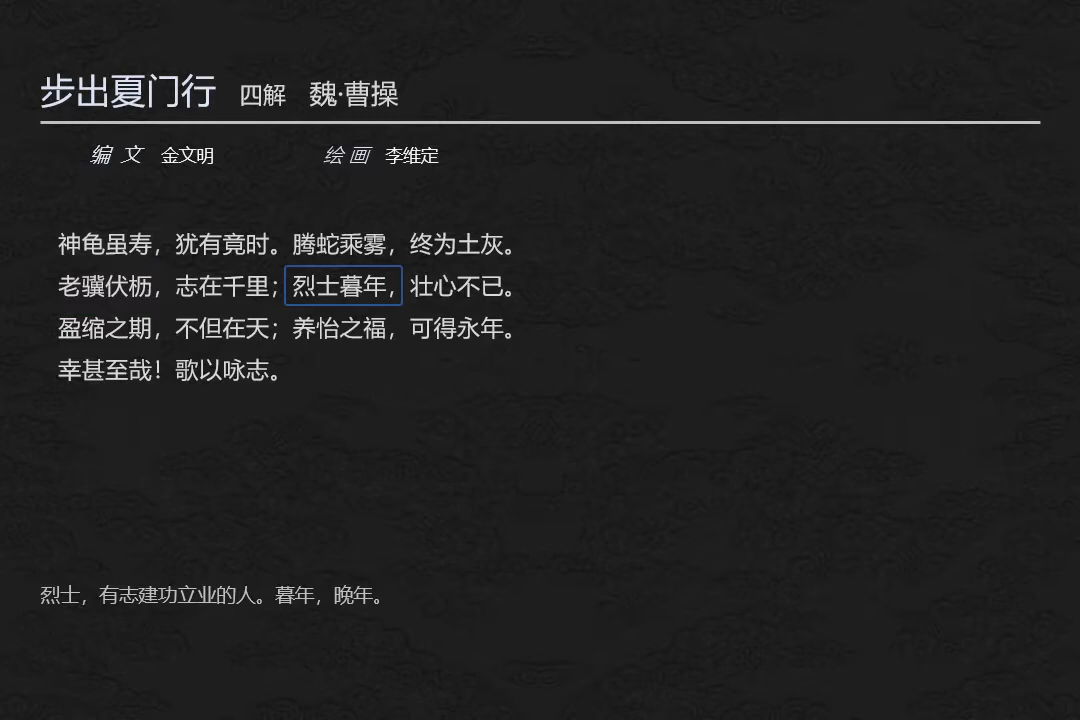 步出夏门行 四解 魏·曹操
编文 金文明 绘画 李维定
神龟虽寿，犹有竟时。腾蛇乘雾，终为土灰。
老骥伏枥，志在千里；烈士暮年，壮心不已。
盈缩之期，不但在天；养怡之福，可得永年。
幸甚至哉！歌以咏志。
烈士，有志建功立业的人。暮年，晚年。